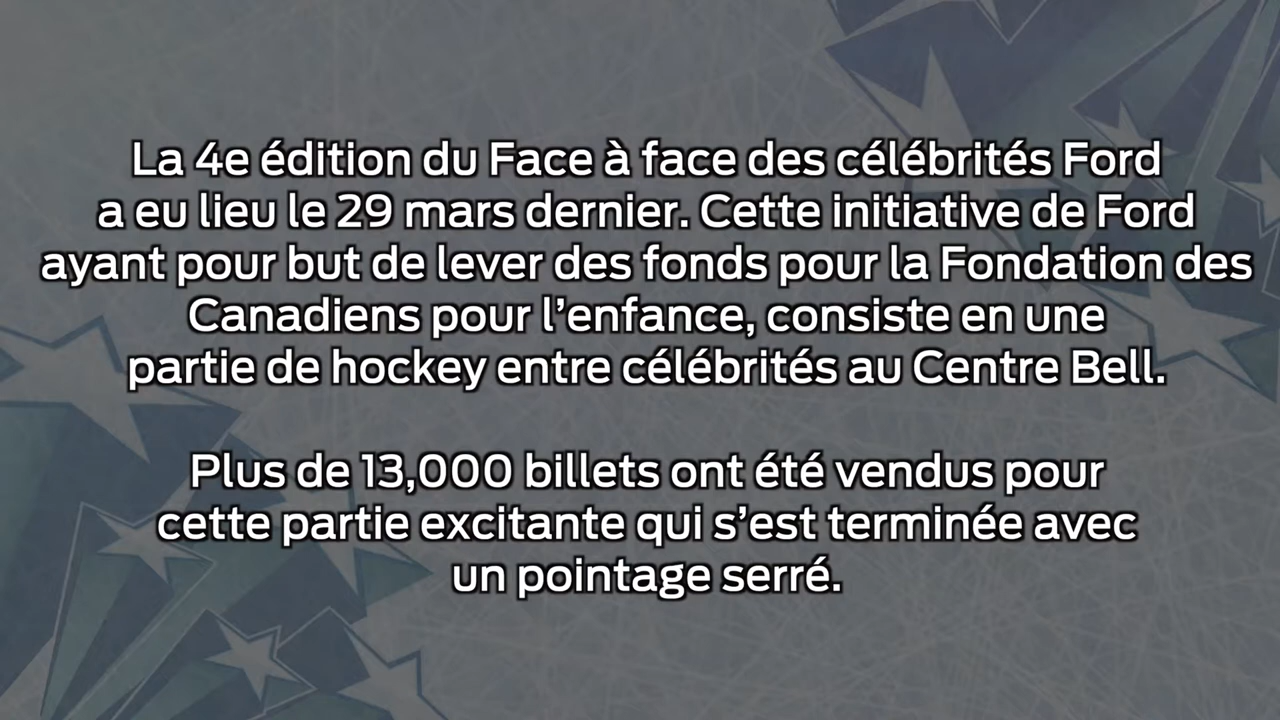 La 4e édition du Face à face des célébrités Ford
a eu lieu le 29 mars dernier. Cette initiative de Ford
ayant pour but de lever des fonds pour la Fondation des
Canadiens pour l’enfance, consiste en une
partie de hockey entre célébrités au Centre Bell.
Plus de 13,000 billets ont été vendus pour
cette partie excitante qui s’est terminée avec
un pointage serré.